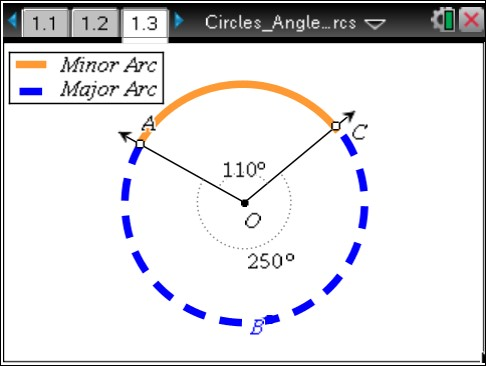 1.1 1.2 1.3 Circles_Angle…rcs
Minor Arc
Major Arc
A
C
110°
O
250°
B